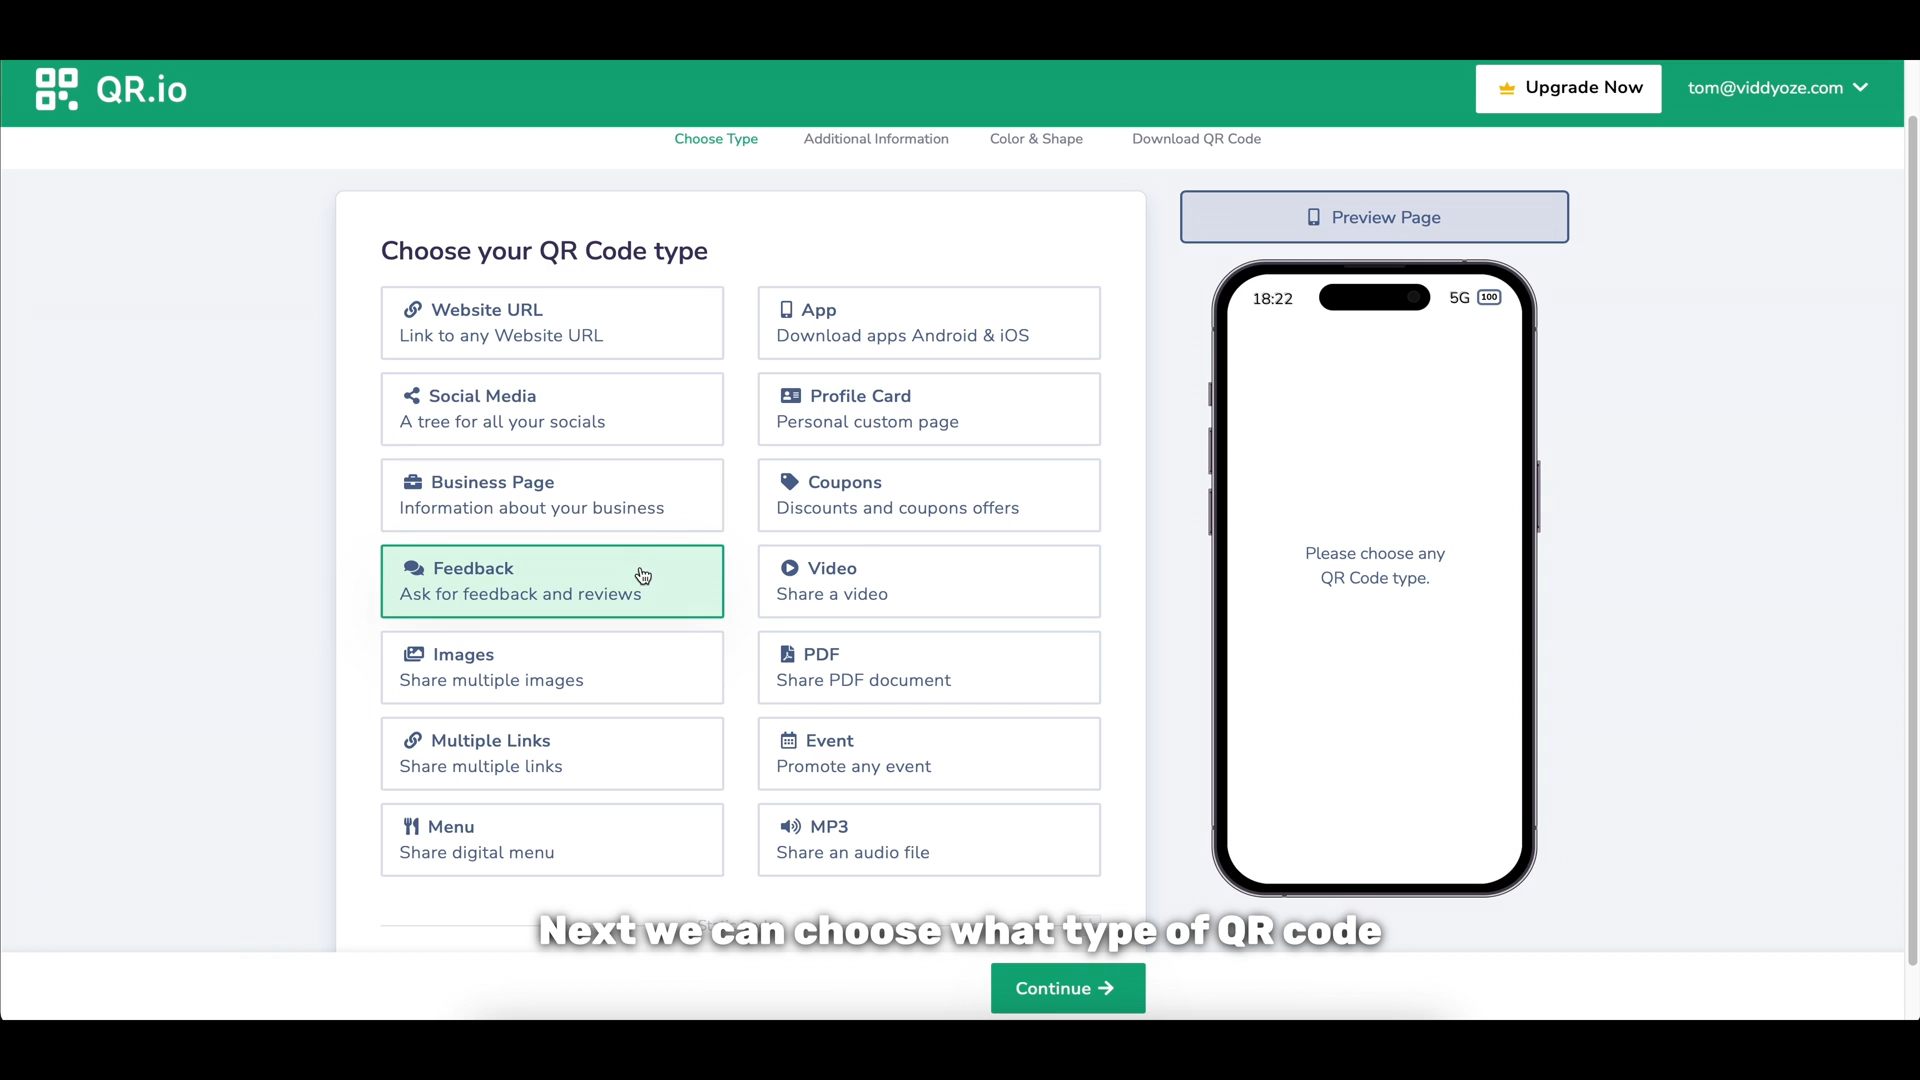 QR.io
Upgrade Now
tom@viddyoze.com
Choose Type
Additional Information
Color & Shape
Download QR Code
Choose your QR Code type
Website URL
Link to any Website URL
App
Download apps Android & iOS
Social Media
A tree for all your socials
Profile Card
Personal custom page
Business Page
Information about your business
Coupons
Discounts and coupons offers
Feedback
Ask for feedback and reviews
Video
Share a video
Images
Share multiple images
PDF
Share PDF document
Multiple Links
Share multiple links
Event
Promote any event
Menu
Share digital menu
MP3
Share an audio file
Preview Page
18:22
5G 100
Please choose any
QR Code type.
Next we can choose what type of QR code
Continue